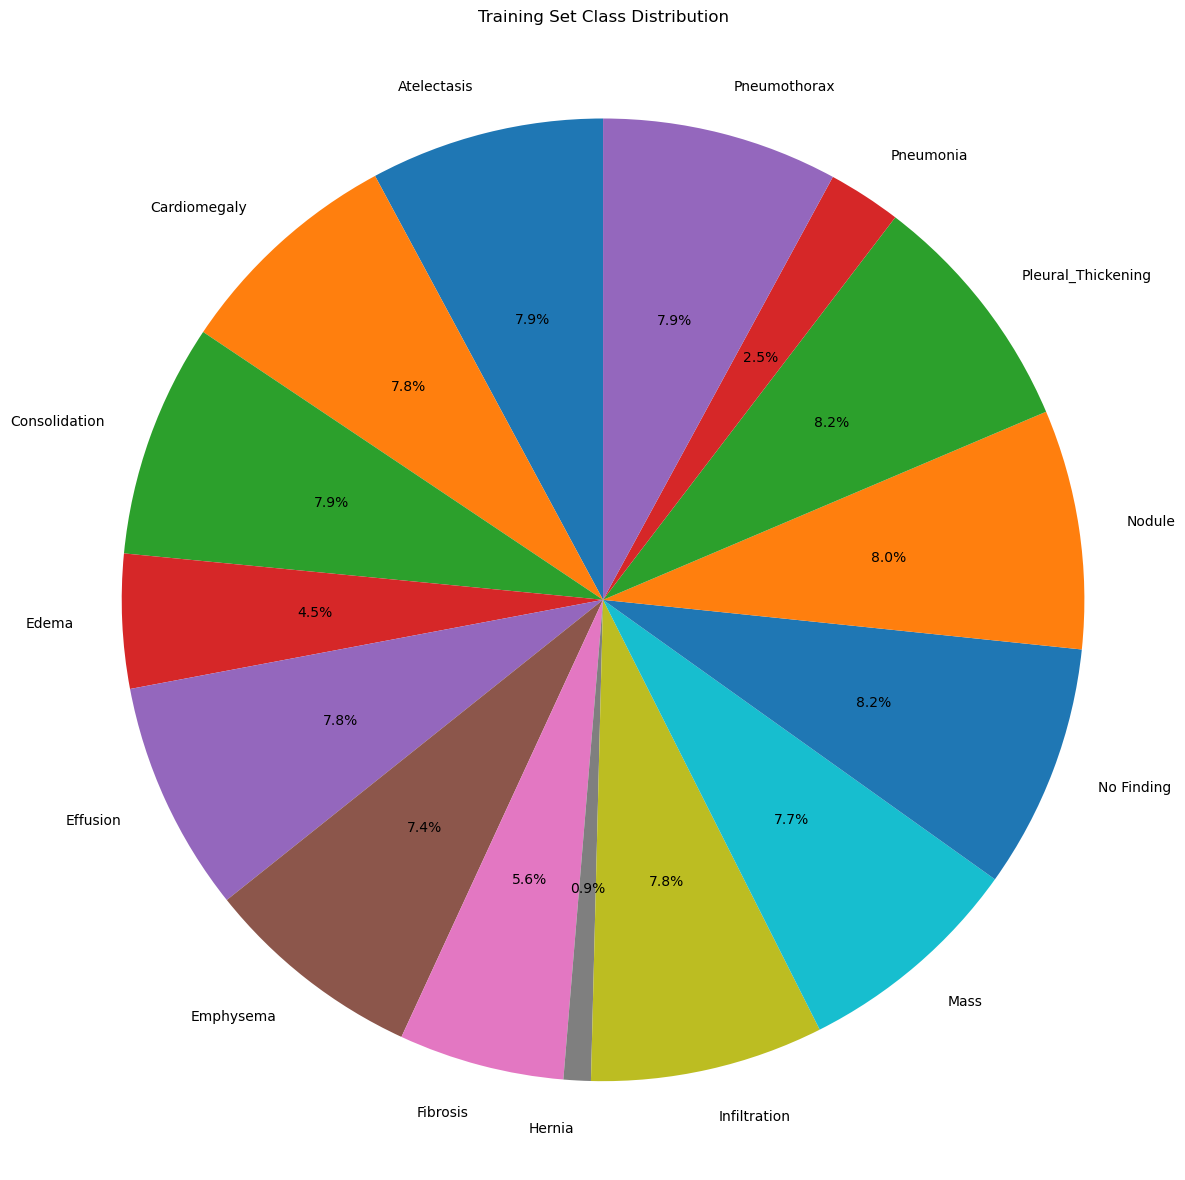 Training Set Class Distribution
Atelectasis
Pneumothorax
Pneumonia
Cardiomegaly
Pleural_Thickening
7.9%
7.9%
2.5%
7.8%
Consolidation
8.2%
7.9%
Nodule
8.0%
Edema
4.5%
8.2%
7.8%
No Finding
Effusion
7.4%
7.7%
5.6%
0.9%
7.8%
Mass
Emphysema
Fibrosis
Hernia
Infiltration